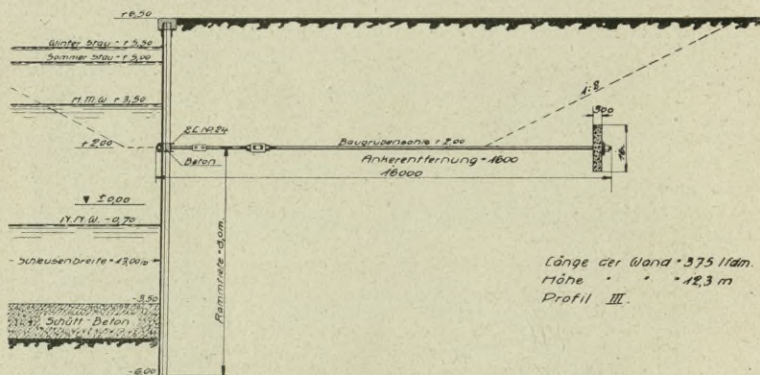 +6,50
Winter Stau = +5,50
Sommer Stau = +5,00
M.M.W. +3,50
1:2
300
2 C N° 24
+2,00
Baugrubensohle +2,00
Beton
Ankerentfernung = 1600
16000
± 0,00
N.N.W. -0,70
Schleusenbreite = 13,00 m
Rammtiefe = 8,0 m.
Länge der Wand = 375 lfdm.
Höhe " " = 12,3 m
Profil III.
-3,50
Schütt-Beton
-6,00